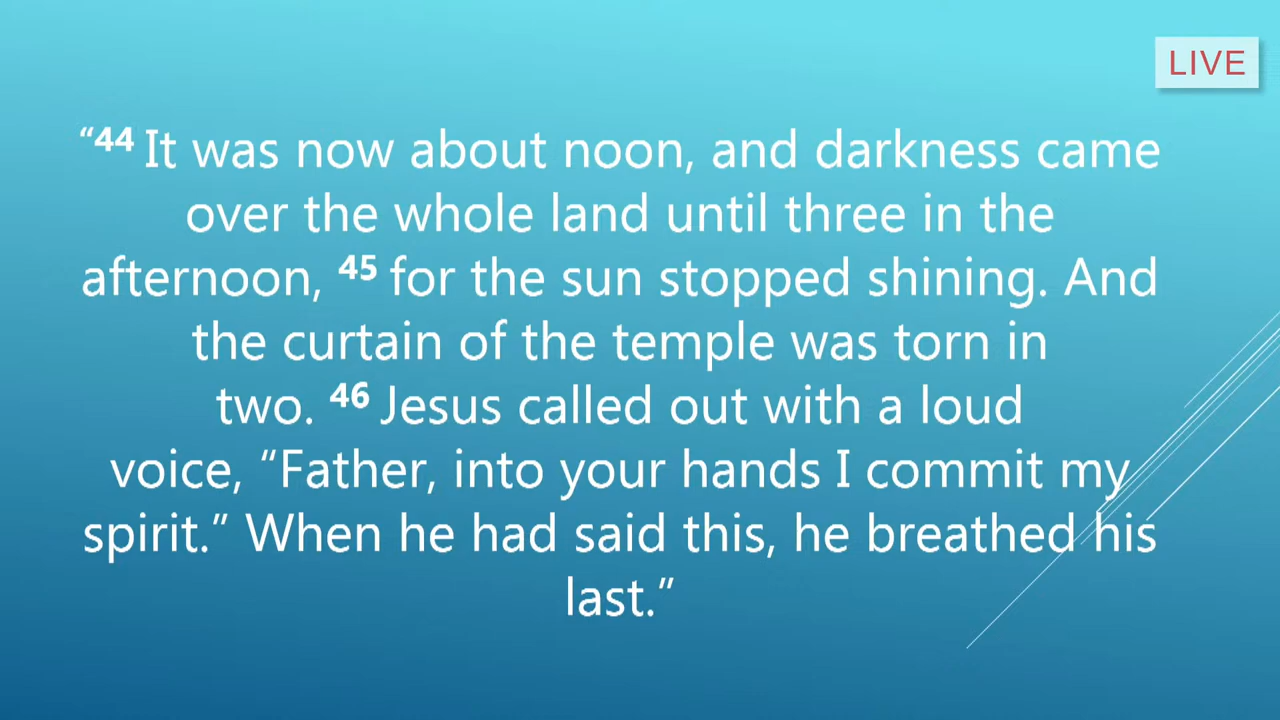 LIVE
“44 It was now about noon, and darkness came
over the whole land until three in the
afternoon, 45 for the sun stopped shining. And
the curtain of the temple was torn in
two. 46 Jesus called out with a loud
voice, “Father, into your hands I commit my
spirit.” When he had said this, he breathed his
last.”